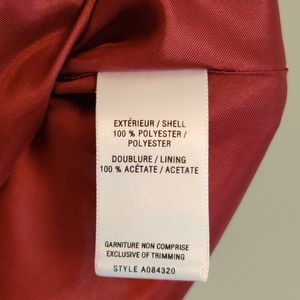 EXTÉRIEUR / SHELL
100 % POLYESTER /
POLYESTER
DOUBLURE / LINING
100 % ACÉTATE / ACETATE
GARNITURE NON COMPRISE
EXCLUSIVE OF TRIMMING
STYLE A084320